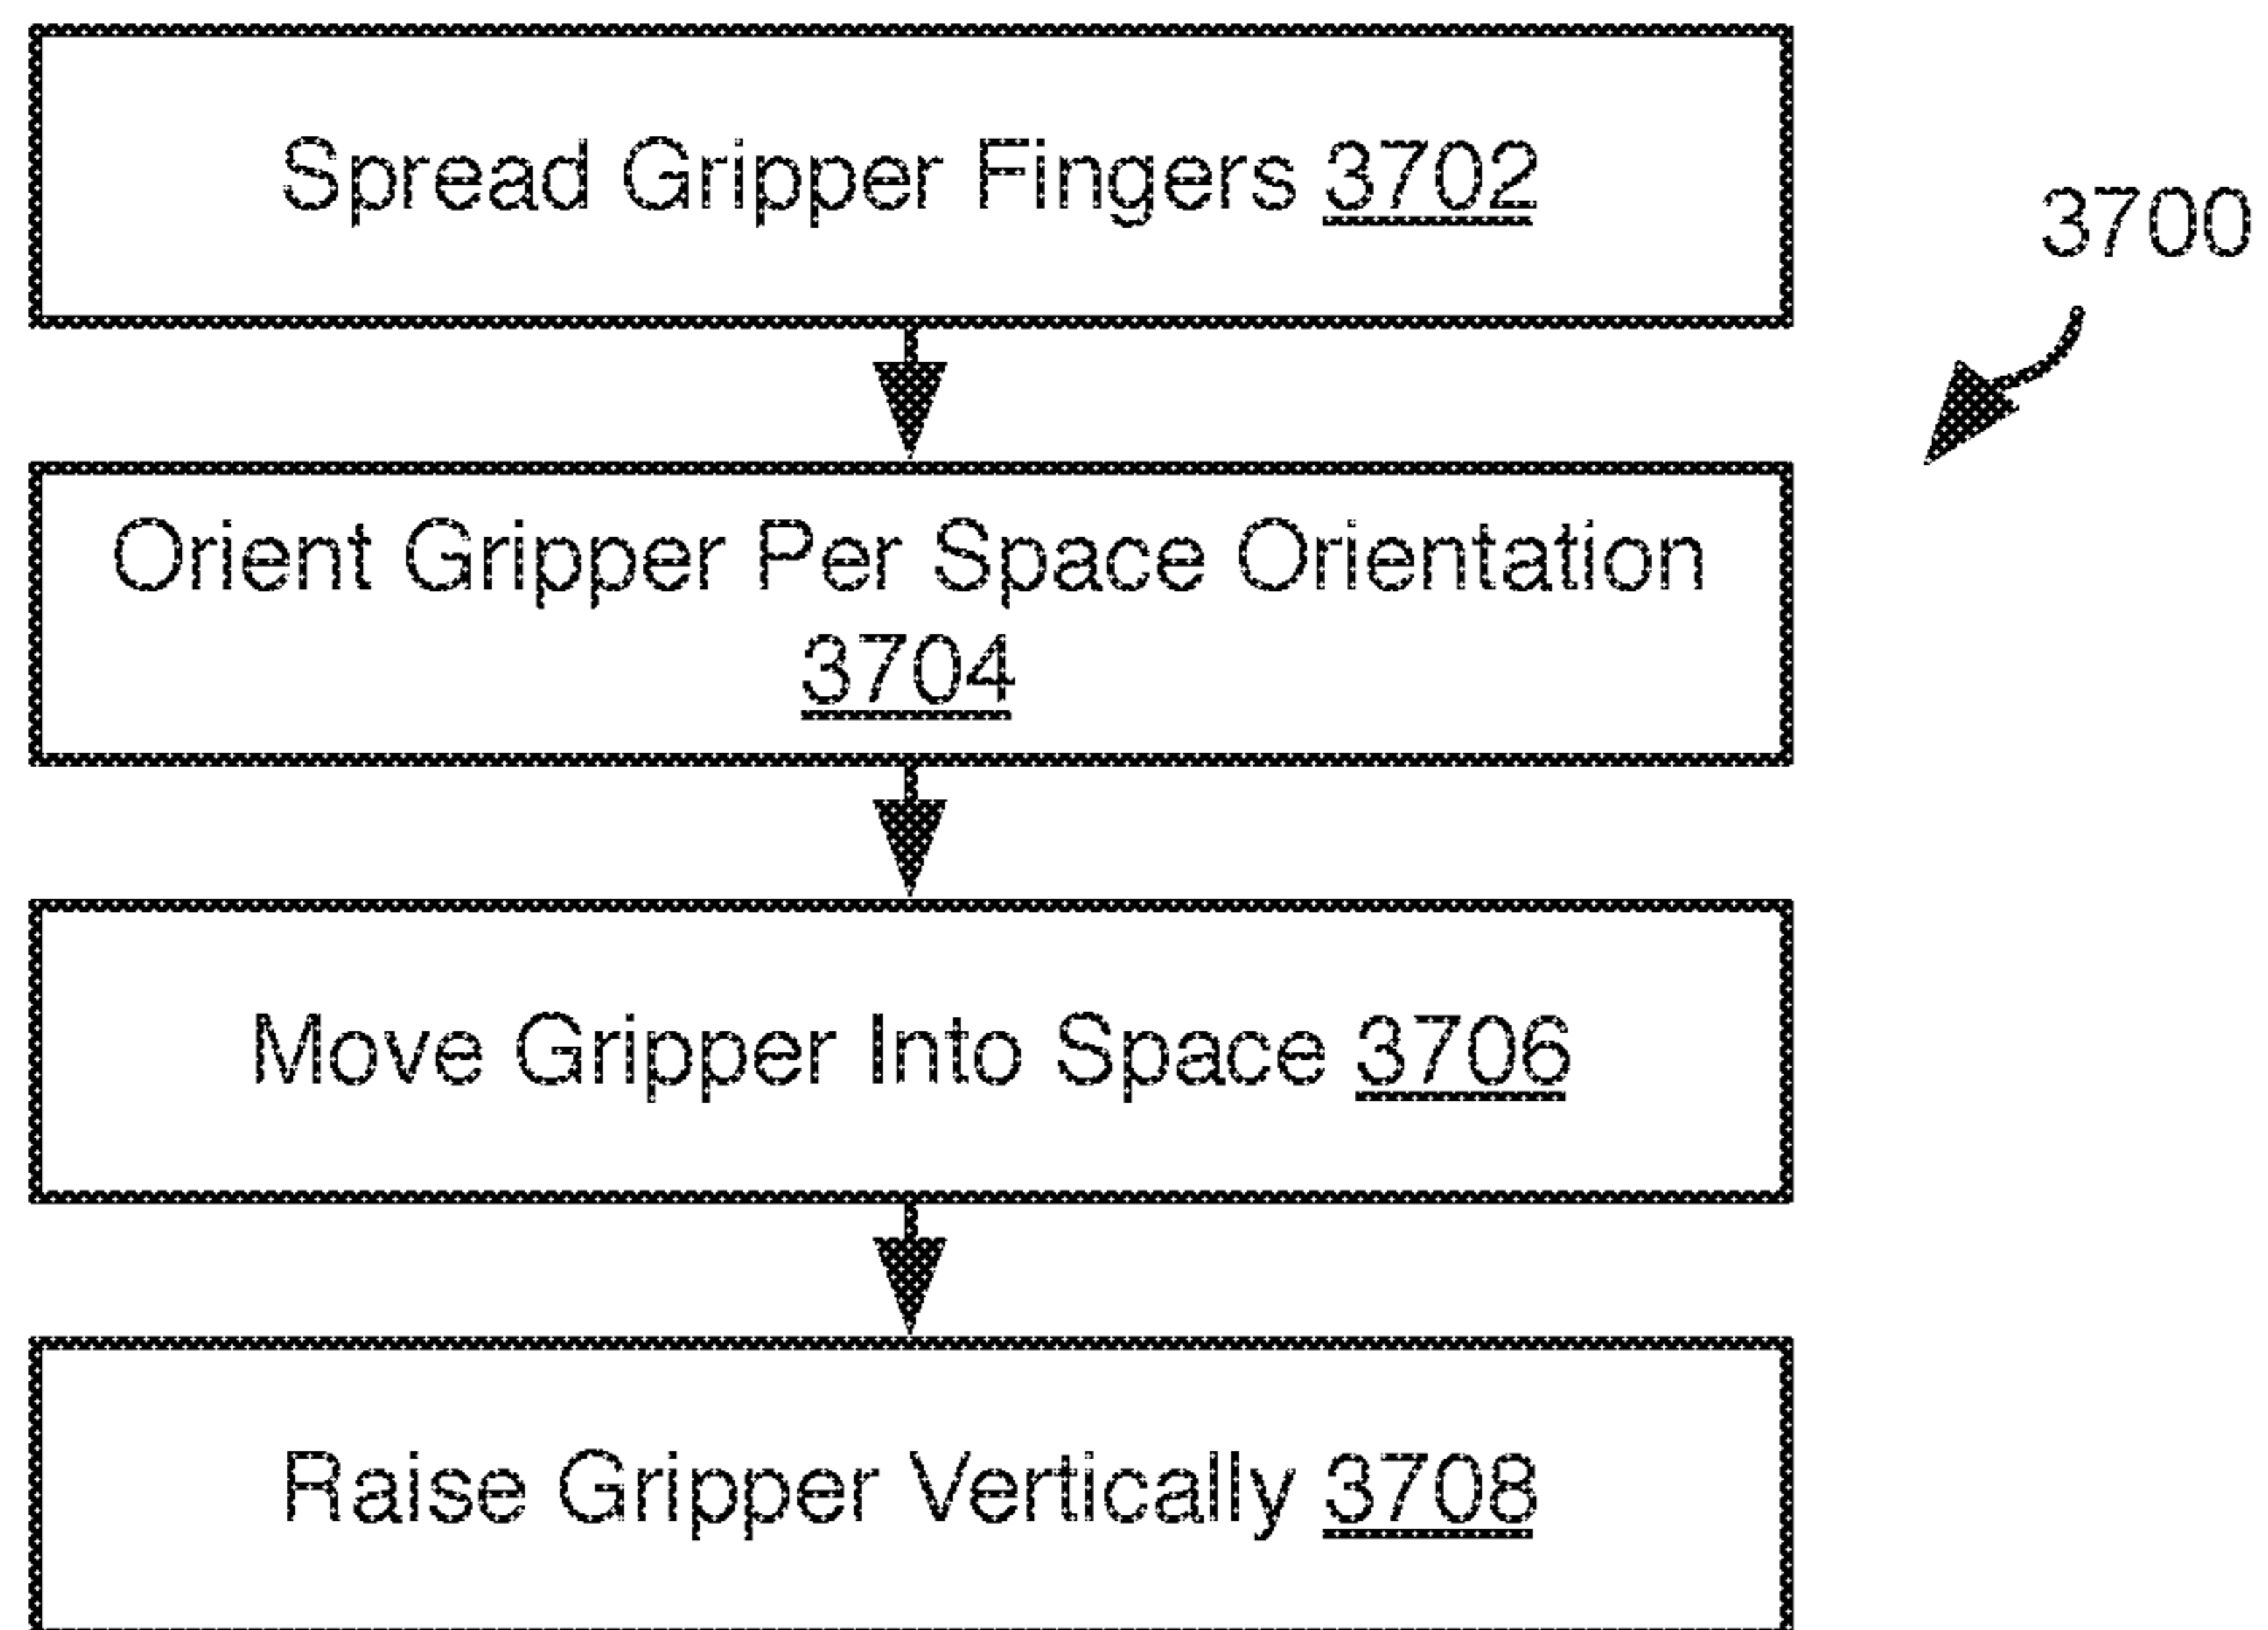 Spread Gripper Fingers 3702
3700
Orient Gripper Per Space Orientation
3704
Move Gripper Into Space 3706
Raise Gripper Vertically 3708